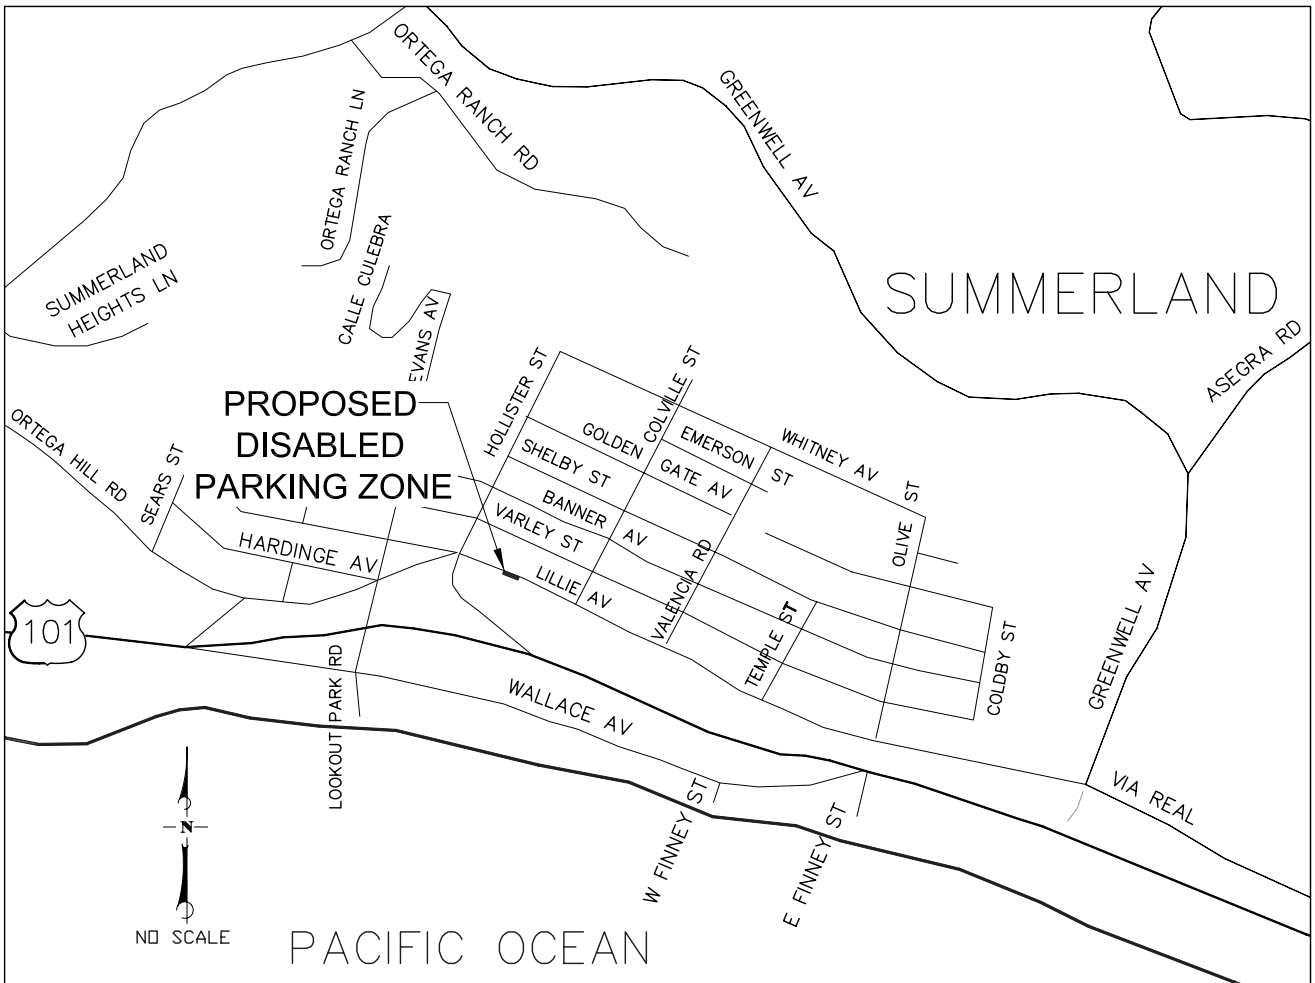 ORTEGA RANCH RD
GREENWELL AV
ORTEGA RANCH LN
CALLE CULEBRA
SUMMERLAND
HEIGHTS LN
SUMMERLAND
ASEGRA RD
EVANS AV
HOLLISTER ST
COLVILLE ST
PROPOSED
DISABLED
PARKING ZONE
ORTEGA HILL RD
SEARS ST
GOLDEN
GATE AV
EMERSON
ST
WHITNEY AV
SHELBY ST
BANNER
AV
VARLEY ST
OLIVE
ST
HARDINGE AV
LILLIE
AV
VALENCIA RD
TEMPLE ST
COLDBY ST
GREENWELL AV
101
LOOKOUT PARK RD
WALLACE AV
W FINNEY ST
E FINNEY ST
VIA REAL
N
NO SCALE
PACIFIC OCEAN